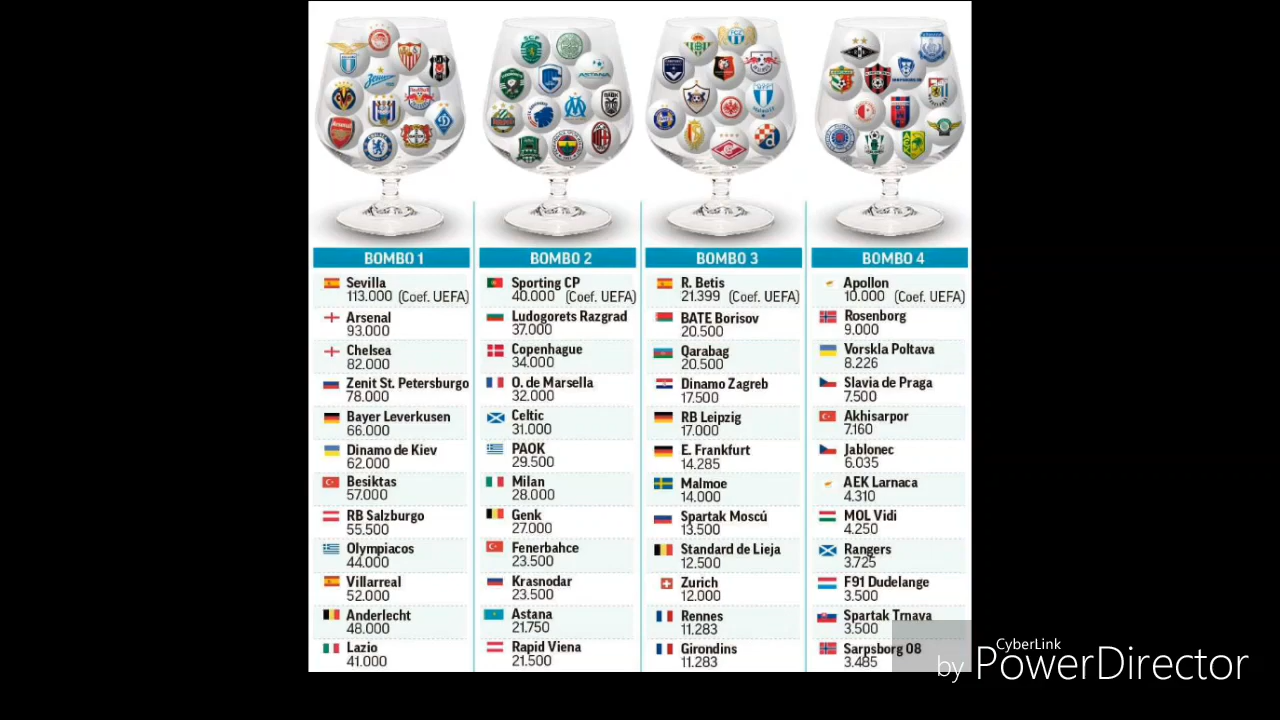 BOMBO 1
Sevilla
113.000 (Coef. UEFA)
Arsenal
93.000
Chelsea
82.000
Zenit St. Petersburgo
78.000
Bayer Leverkusen
66.000
Dinamo de Kiev
62.000
Besiktas
57.000
RB Salzburgo
55.500
Olympiacos
44.000
Villarreal
52.000
Anderlecht
48.000
Lazio
41.000
BOMBO 2
Sporting CP
40.000 (Coef. UEFA)
Ludogorets Razgrad
37.000
Copenhague
34.000
O. de Marsella
32.000
Celtic
31.000
PAOK
29.500
Milan
28.000
Genk
27.000
Fenerbahce
23.500
Krasnodar
23.500
Astana
21.750
Rapid Viena
21.500
BOMBO 3
R. Betis
21.399 (Coef. UEFA)
BATE Borisov
20.500
Qarabag
20.500
Dinamo Zagreb
17.500
RB Leipzig
17.000
E. Frankfurt
14.285
Malmoe
14.000
Spartak Moscú
13.500
Standard de Lieja
12.500
Zurich
12.000
Rennes
11.283
Girondins
11.283
BOMBO 4
Apollon
10.000 (Coef. UEFA)
Rosenborg
9.000
Vorskla Poltava
8.226
Slavia de Praga
7.500
Akhisarpor
7.160
Jablonec
6.035
AEK Larnaca
4.310
MOL Vidi
4.250
Rangers
3.725
F91 Dudelange
3.500
Spartak Trnava
3.500
Sarpsborg 08
3.485
CyberLink
by PowerDirector